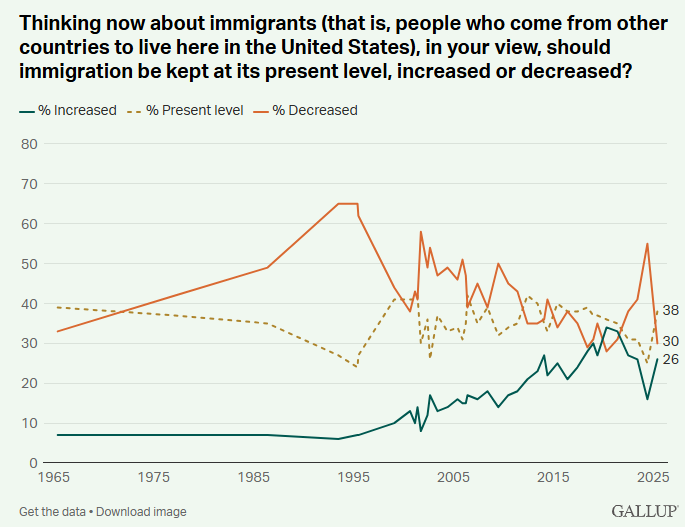 Thinking now about immigrants (that is, people who come from other
countries to live here in the United States), in your view, should
immigration be kept at its present level, increased or decreased?
% Increased % Present level % Decreased
80
70
60
50
40
30
20
10
0
38
30
26
1965 1975 1985 1995 2005 2015 2025
Get the data • Download image
GALLUP